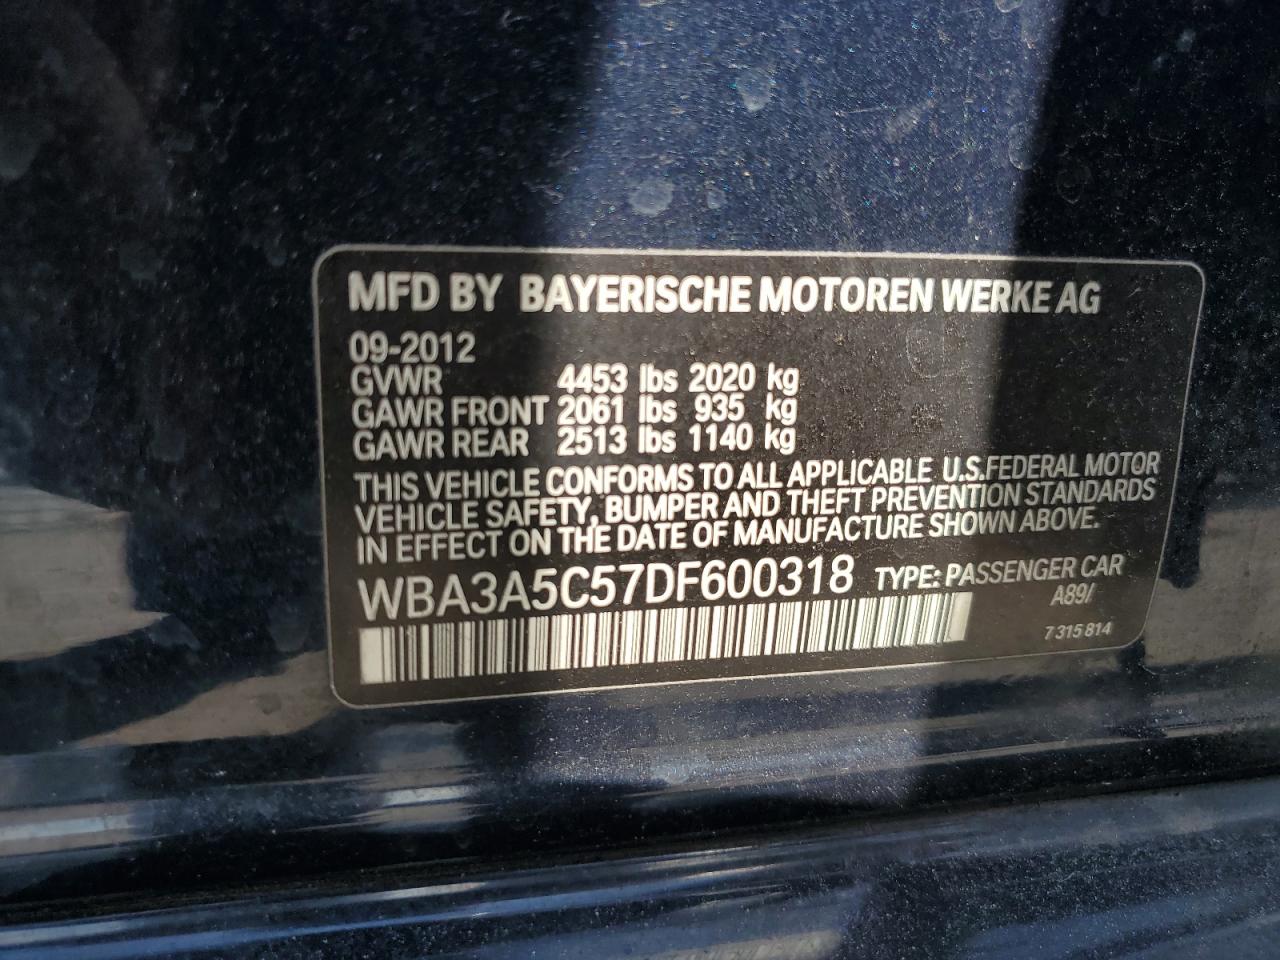 MFD BY BAYERISCHE MOTOREN WERKE AG
09-2012
GVWR 4453 lbs 2020 kg
GAWR FRONT 2061 lbs 935 kg
GAWR REAR 2513 lbs 1140 kg
THIS VEHICLE CONFORMS TO ALL APPLICABLE U.S.FEDERAL MOTOR
VEHICLE SAFETY, BUMPER AND THEFT PREVENTION STANDARDS
IN EFFECT ON THE DATE OF MANUFACTURE SHOWN ABOVE.
WBA3A5C57DF600318 TYPE: PASSENGER CAR
A89/
7 315 814